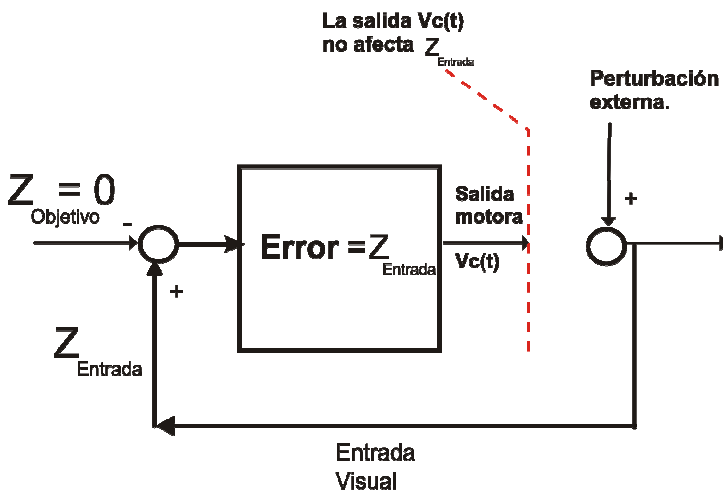 La salida Vc(t)
no afecta Z Entrada
Perturbación
externa.
Z Objetivo = 0
-
+
Error = Z Entrada
Salida
motora
Vc(t)
+
Z Entrada
Entrada
Visual